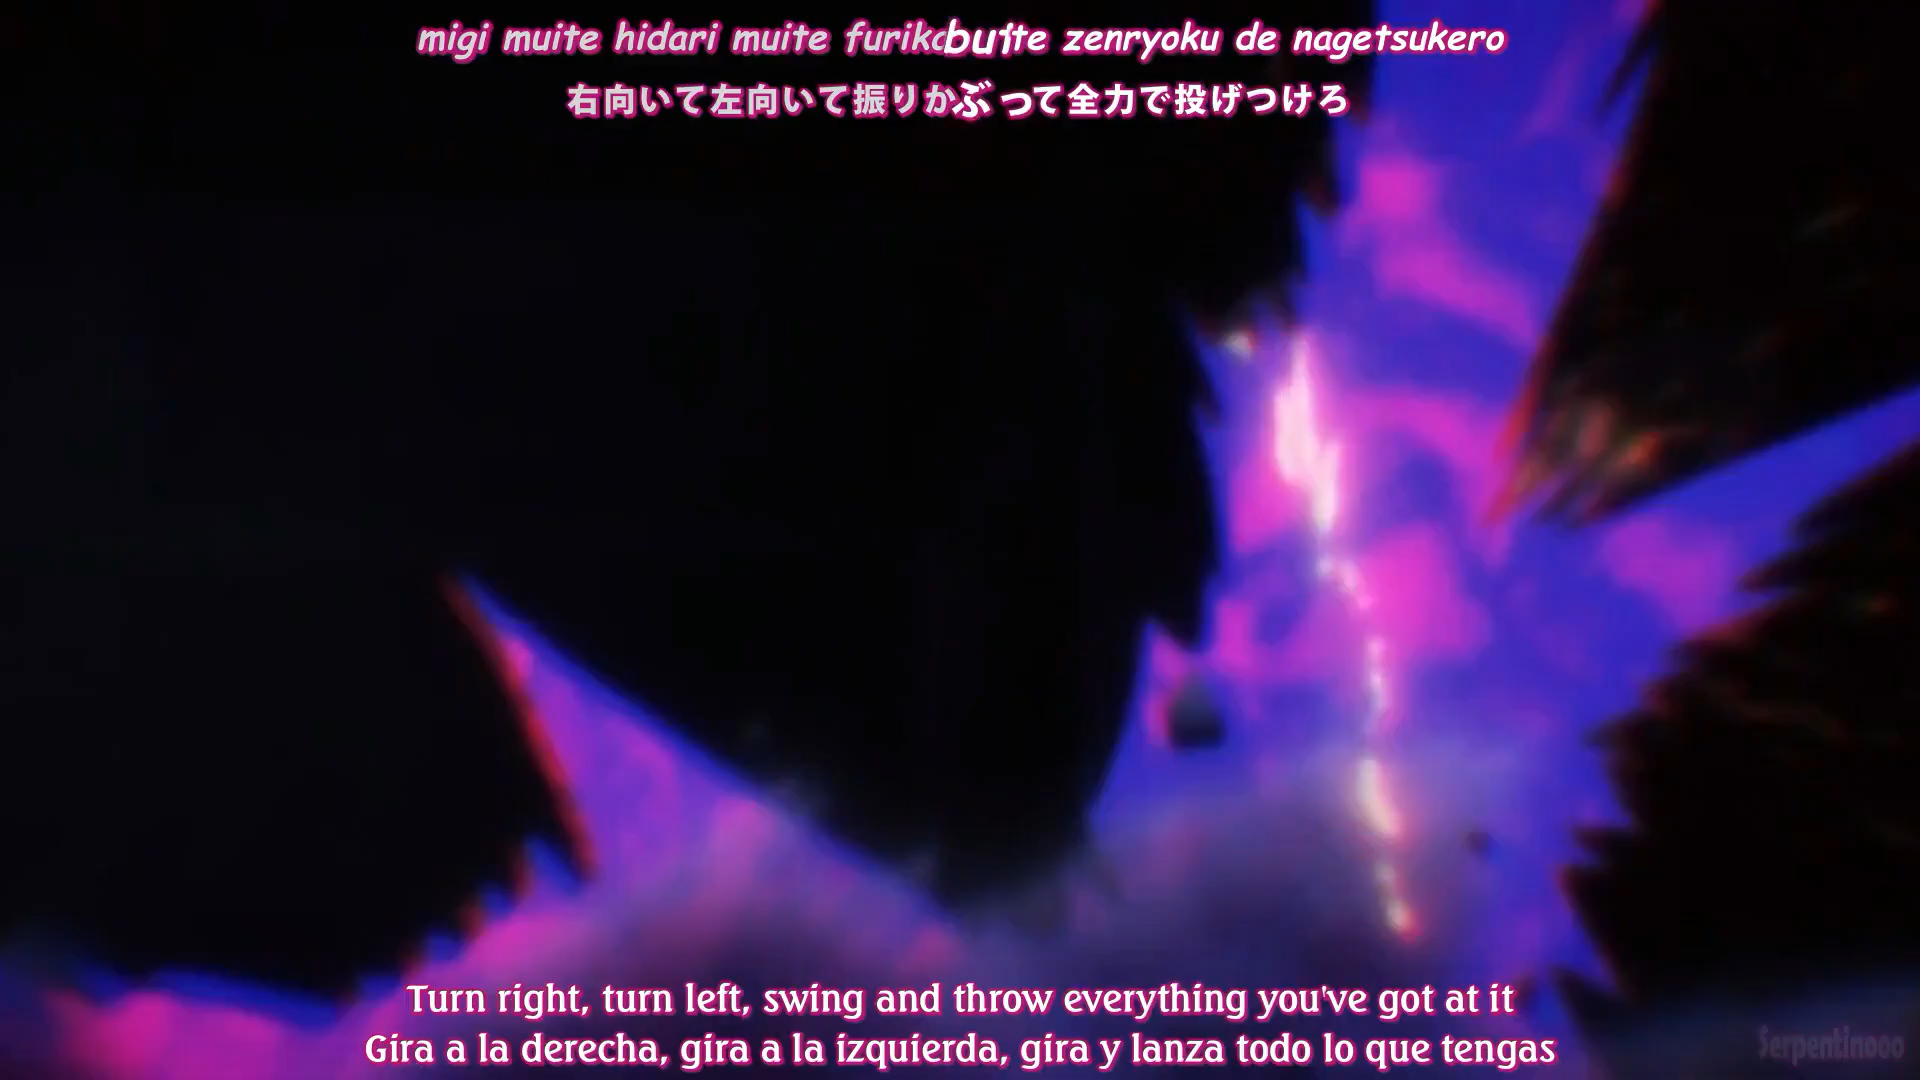 migi muite hidari muite furikabutte zenryoku de nagetsukero
右向いて左向いて振りかぶって全力で投げつけろ
Turn right, turn left, swing and throw everything you've got at it
Gira a la derecha, gira a la izquierda, gira y lanza todo lo que tengas
Serpentinooo